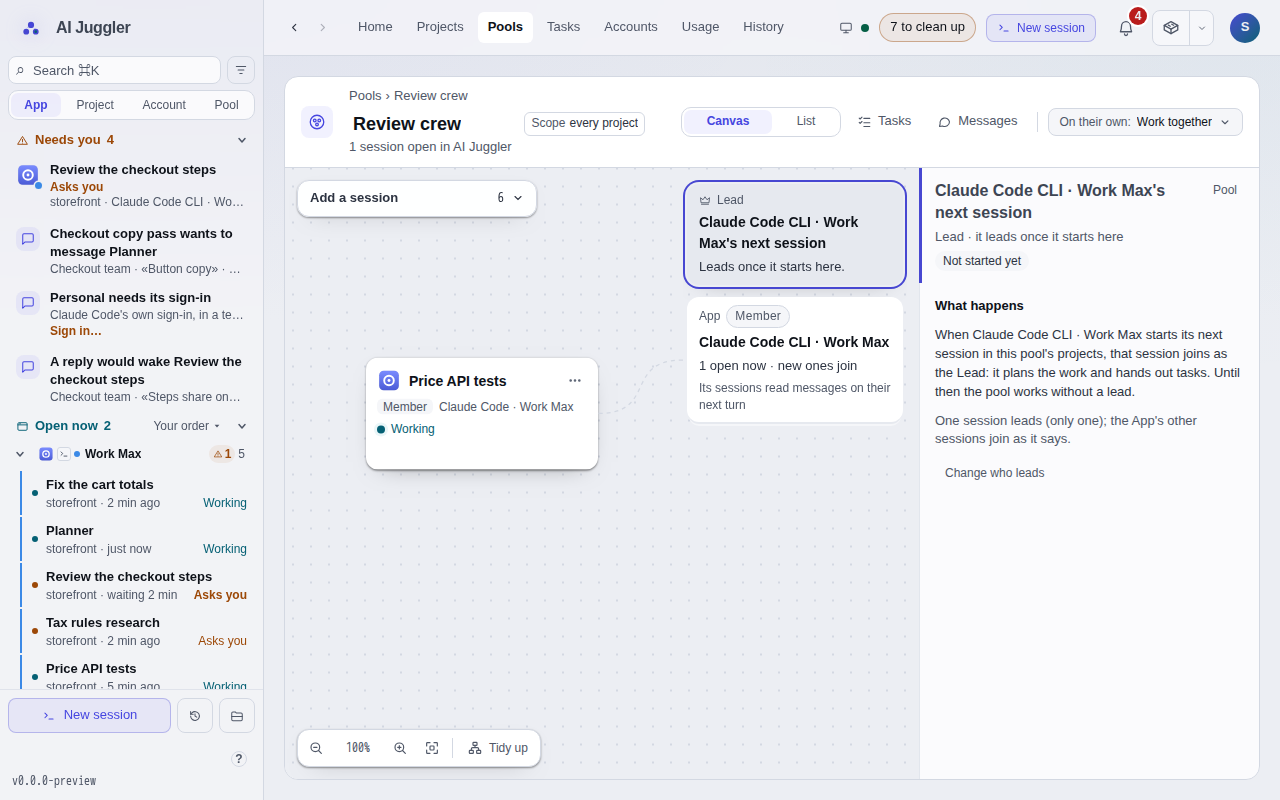 AI Juggler
Search ⌘K
App
Project
Account
Pool
Needs you 4
Review the checkout steps
Asks you
storefront · Claude Code CLI · Wo…
Checkout copy pass wants to
message Planner
Checkout team · «Button copy» · …
Personal needs its sign-in
Claude Code's own sign-in, in a te…
Sign in…
A reply would wake Review the
checkout steps
Checkout team · «Steps share on…
Open now 2
Your order
Work Max
1 5
Fix the cart totals
storefront · 2 min ago
Working
Planner
storefront · just now
Working
Review the checkout steps
storefront · waiting 2 min
Asks you
Tax rules research
storefront · 2 min ago
Asks you
Price API tests
storefront · 5 min ago
Working
New session
?
v0.0.0-preview
Home
Projects
Pools
Tasks
Accounts
Usage
History
7 to clean up
New session
4
S
Pools › Review crew
Review crew
1 session open in AI Juggler
Scope every project
Canvas
List
Tasks
Messages
On their own: Work together
Add a session
6
Lead
Claude Code CLI · Work
Max's next session
Leads once it starts here.
App Member
Claude Code CLI · Work Max
1 open now · new ones join
Its sessions read messages on their
next turn
Price API tests
Member Claude Code · Work Max
Working
100%
Tidy up
Claude Code CLI · Work Max's
next session
Pool
Lead · it leads once it starts here
Not started yet
What happens
When Claude Code CLI · Work Max starts its next
session in this pool's projects, that session joins as
the Lead: it plans the work and hands out tasks. Until
then the pool works without a lead.
One session leads (only one); the App's other
sessions join as it says.
Change who leads